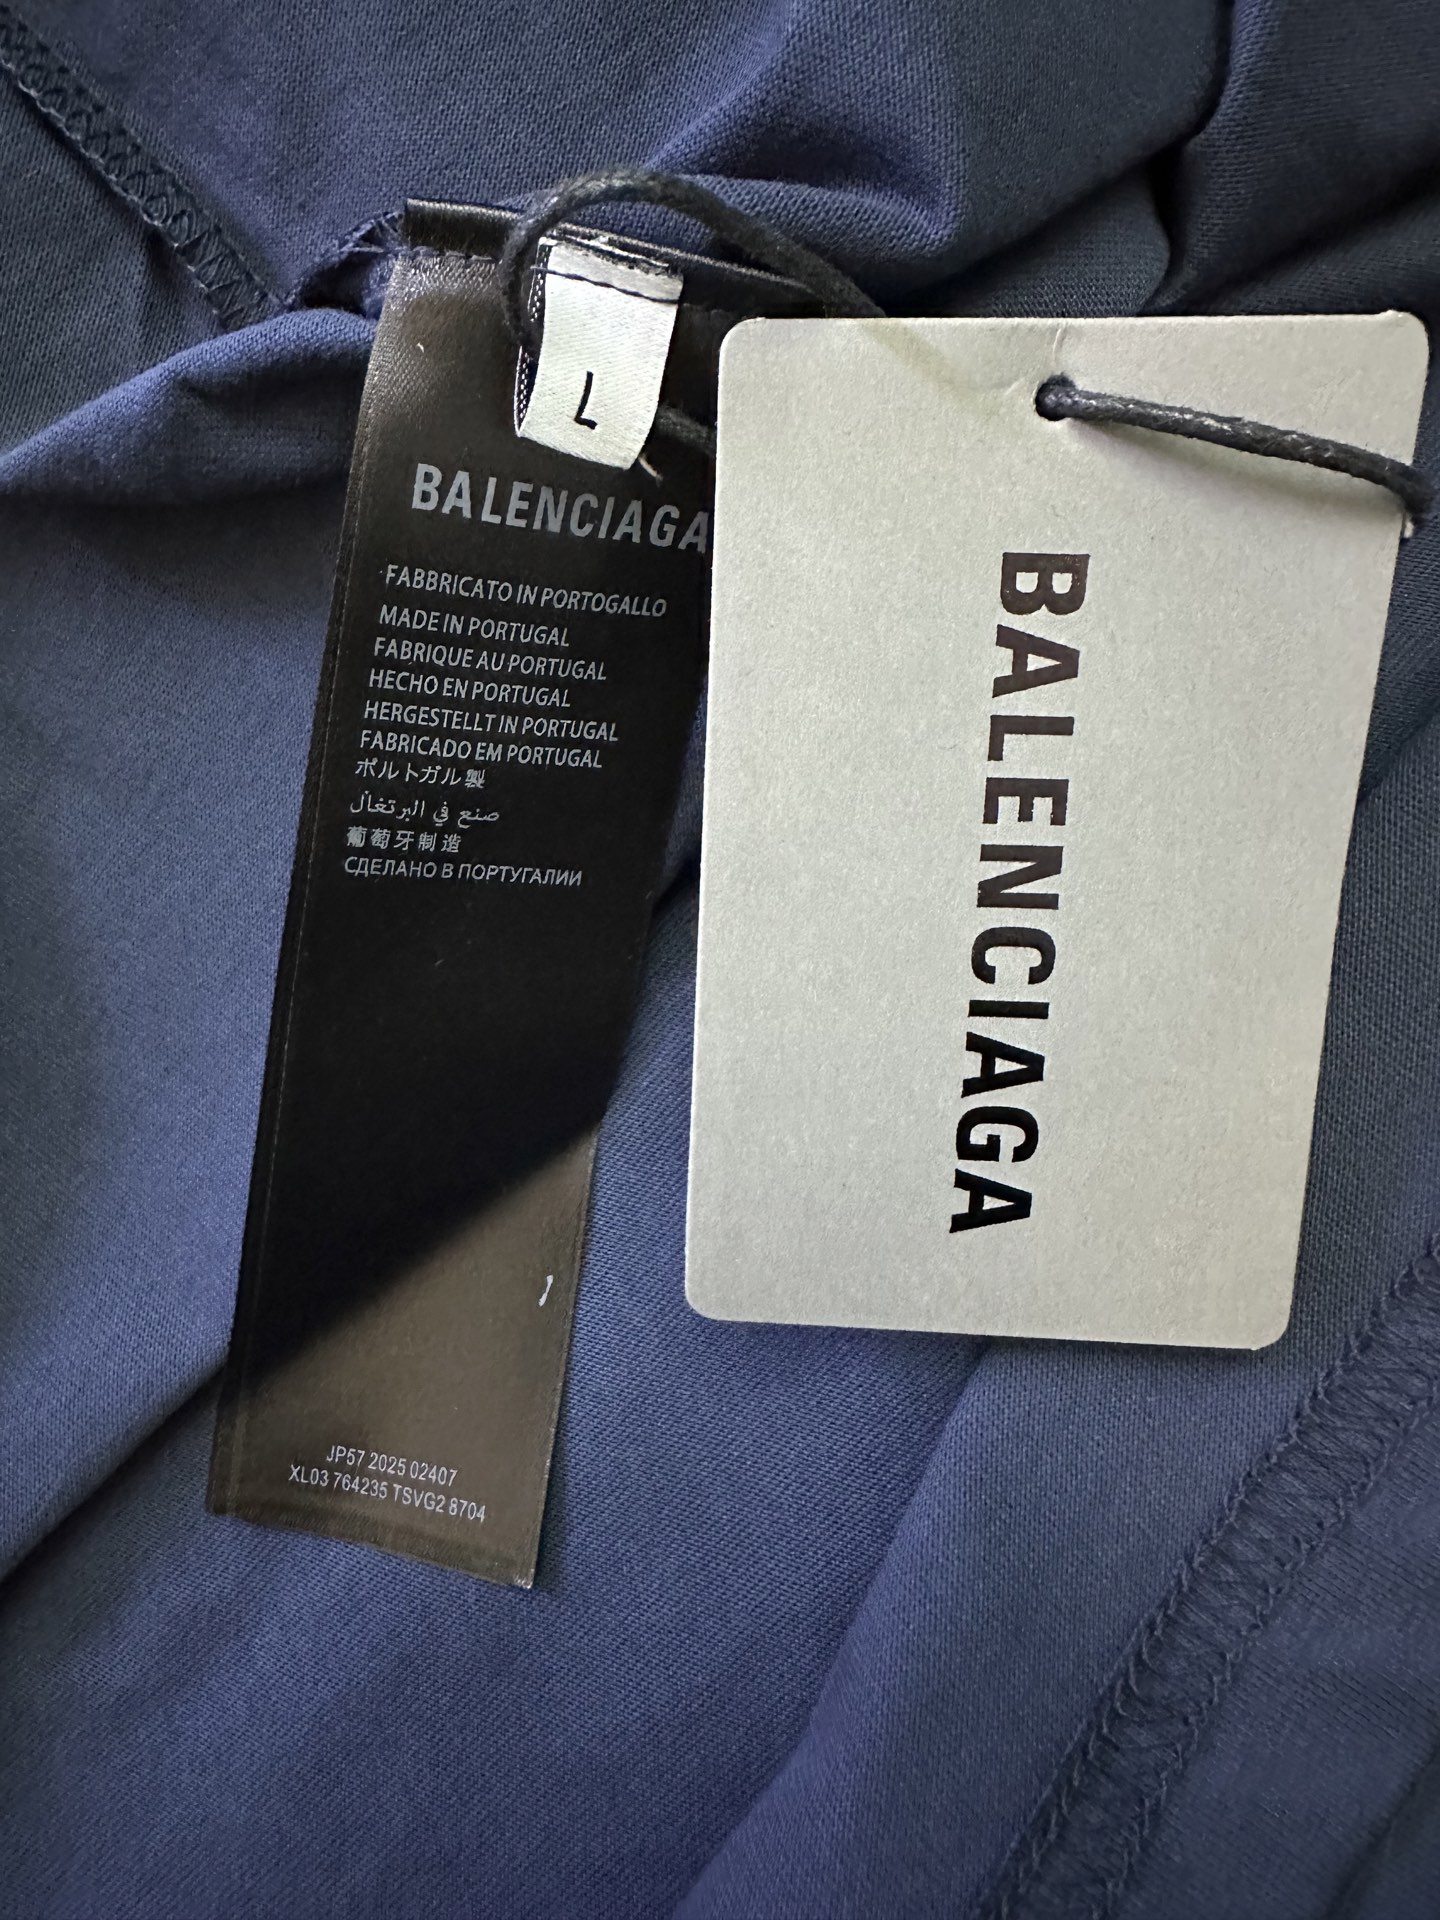 L
BALENCIAGA
FABBRICATO IN PORTOGALLO
MADE IN PORTUGAL
FABRIQUE AU PORTUGAL
HECHO EN PORTUGAL
HERGESTELLT IN PORTUGAL
FABRICADO EM PORTUGAL
ポルトガル製
صنع في البرتغال
葡萄牙制造
СДЕЛАНО В ПОРТУГАЛИИ
JP57 2025 02407
XL03 764235 TSVG2 8704
BALENCIAGA